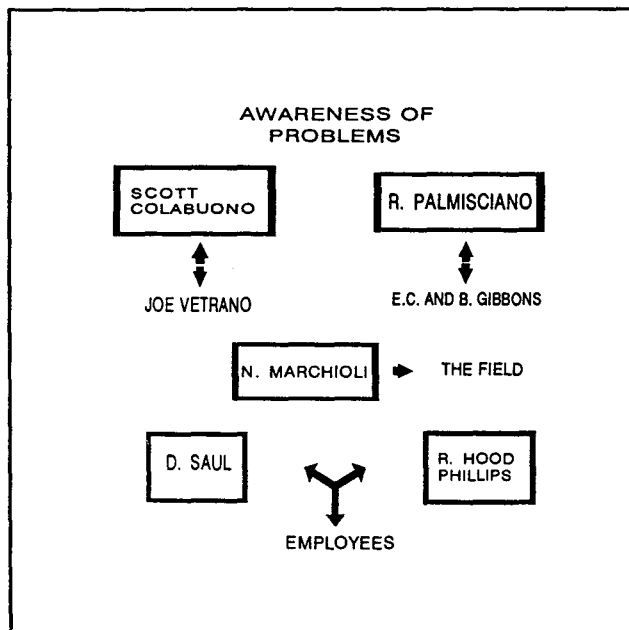 AWARENESS OF
PROBLEMS
SCOTT
COLABUONO
R. PALMISCIANO
JOE VETRANO
E.C. AND B. GIBBONS
N. MARCHIOLI
THE FIELD
D. SAUL
R. HOOD
PHILLIPS
EMPLOYEES